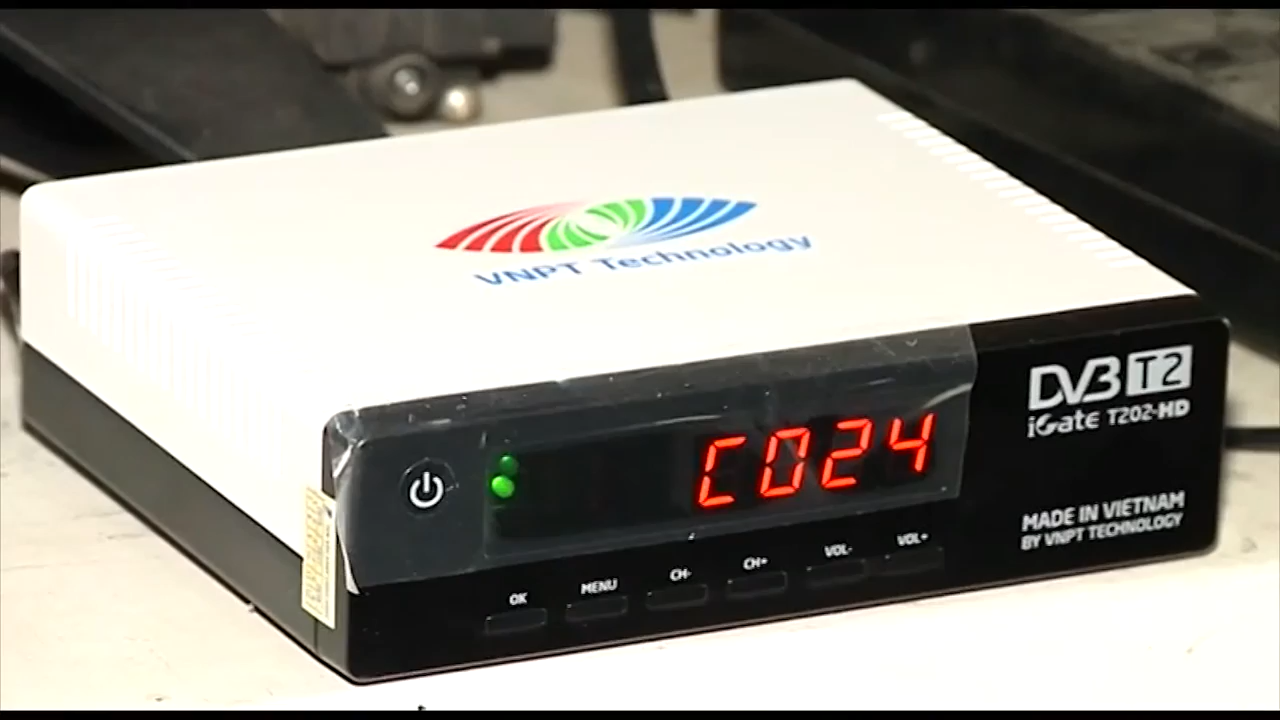 VNPT Technology
DVB T2
iGate T202-HD
C024
MADE IN VIETNAM
BY VNPT TECHNOLOGY
OK
MENU
CH-
CH+
VOL-
VOL+